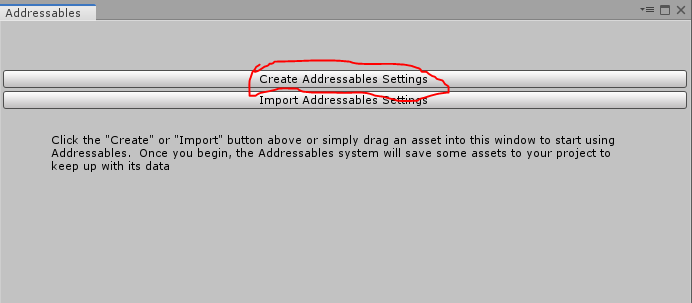 Addressables
Create Addressables Settings
Import Addressables Settings
Click the "Create" or "Import" button above or simply drag an asset into this window to start using
Addressables.  Once you begin, the Addressables system will save some assets to your project to
keep up with its data